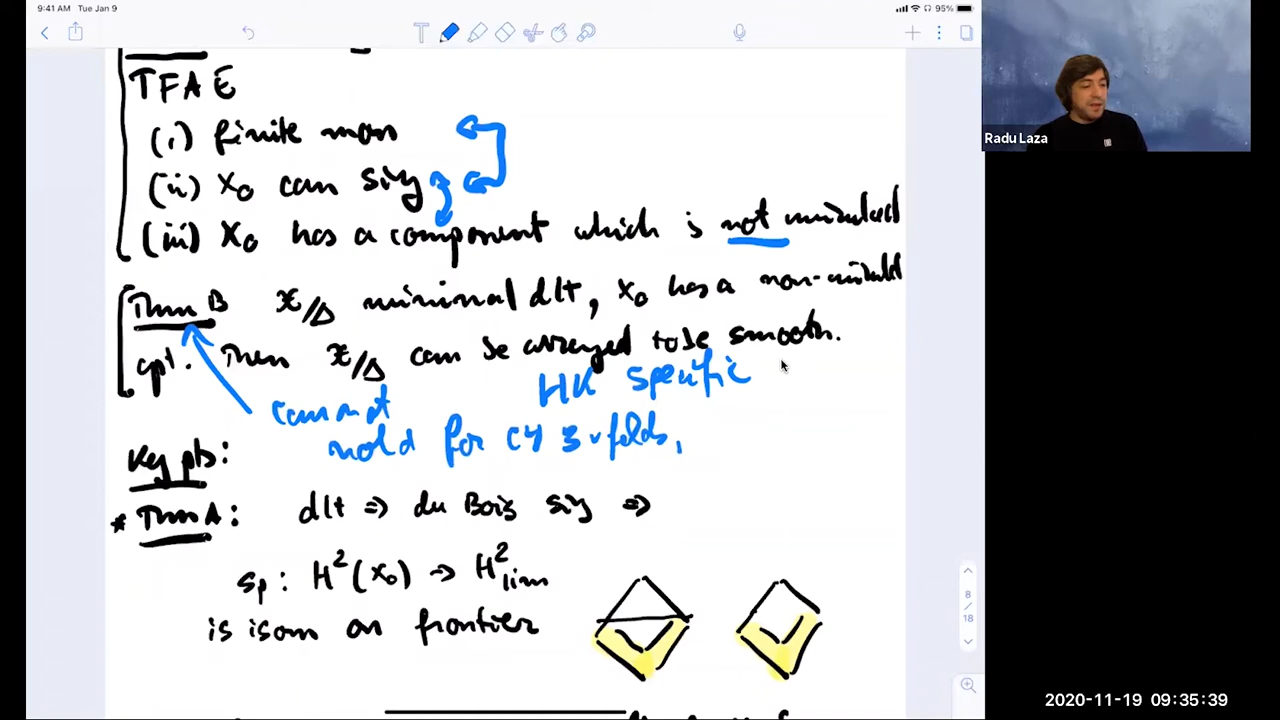 9:41 AM Tue Jan 9
95%
TFAE
(i) finite mon
(ii) X₀ can sing
(iii) X₀ has a component which is not uniruled
Thm B 𝒳/Δ minimal dlt, X₀ has a non-uniruled
cpt. Then 𝒳/Δ can be arranged to be smooth.
HK specific
cannot
hold for CY 3-folds,
Key pts:
* Thm A: dlt ⇒ du Bois sing ⇒
sp: H²(X₀) → H²lim
is isom on frontier
Radu Laza
8
/
18
2020-11-19 09:35:39